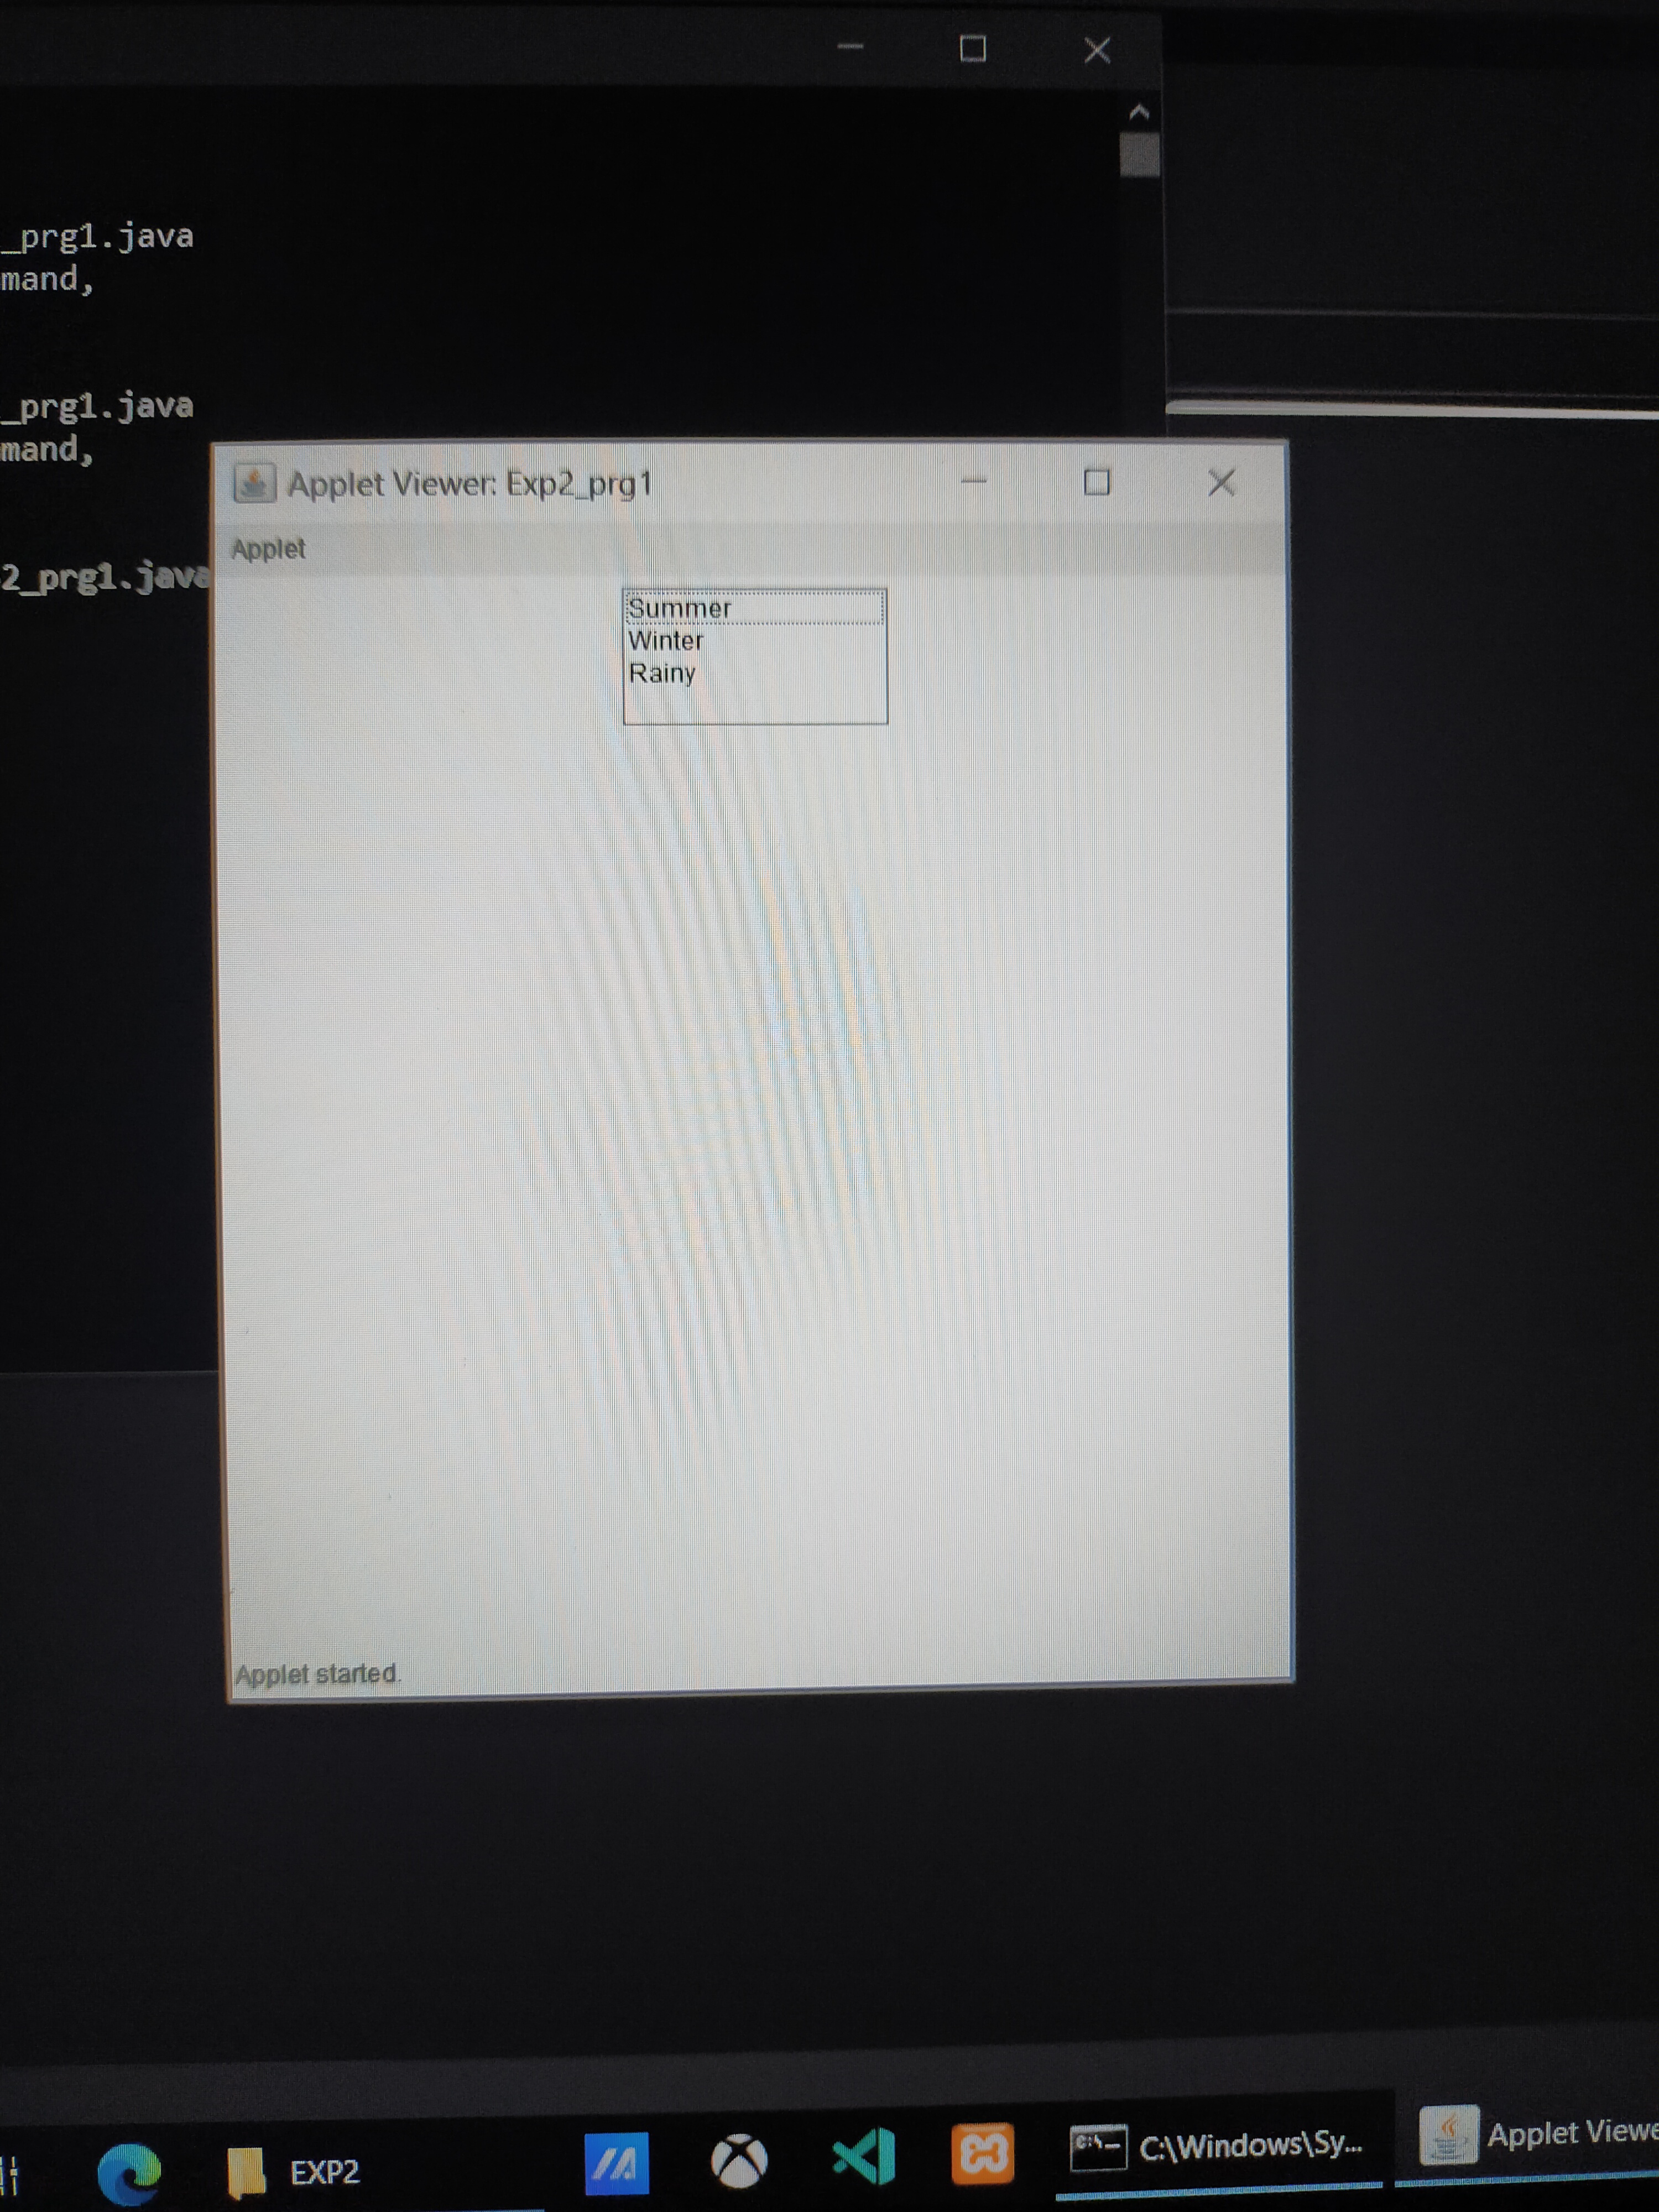 _prg1.java
mand,
_prg1.java
mand,
2_prg1.java
Applet Viewer: Exp2_prg1
Applet
Summer
Winter
Rainy
Applet started.
EXP2
C:\Windows\Sy...
Applet Viewe